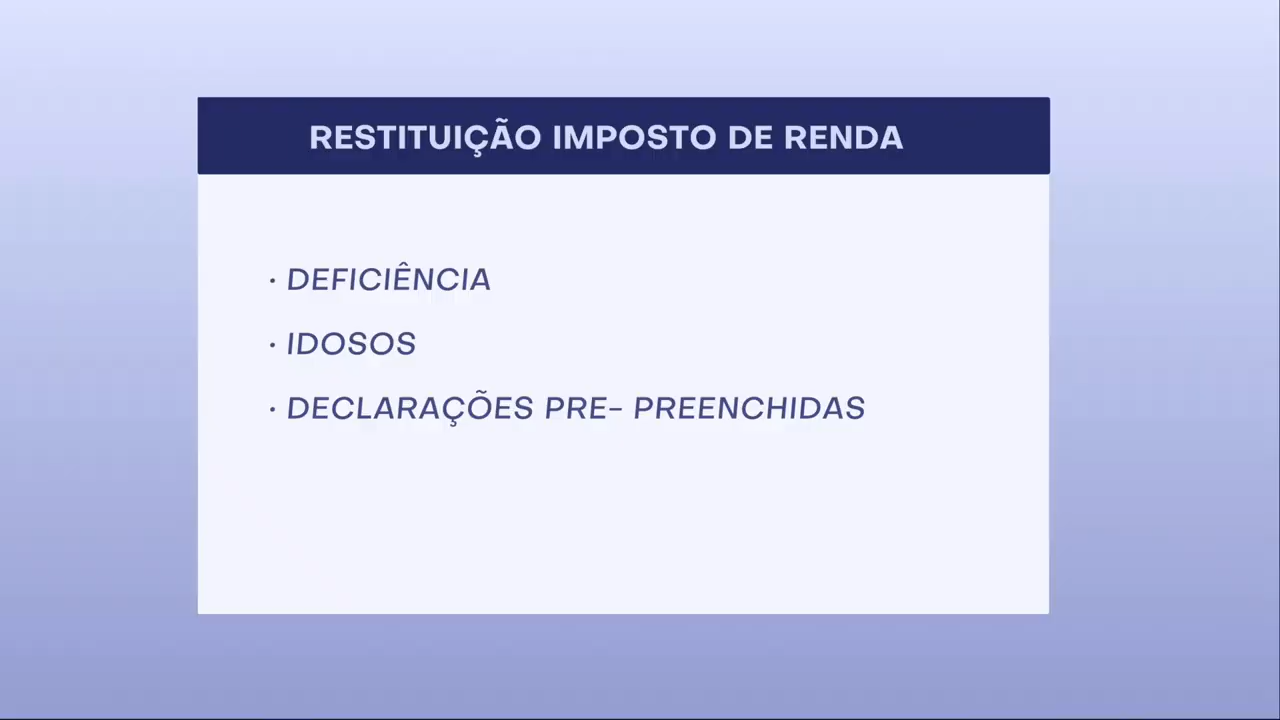 RESTITUIÇÃO IMPOSTO DE RENDA
· DEFICIÊNCIA
· IDOSOS
· DECLARAÇÕES PRE- PREENCHIDAS